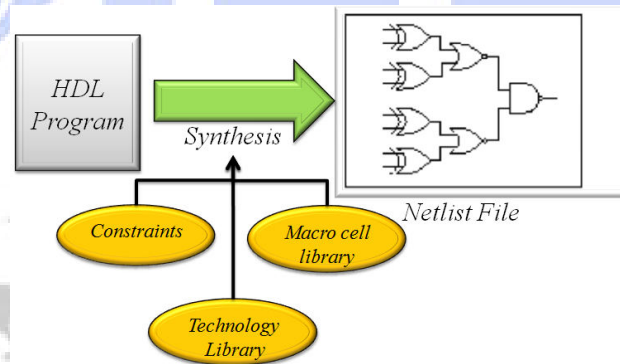 HDL
Program
Synthesis
Netlist File
Constraints
Macro cell
library
Technology
Library